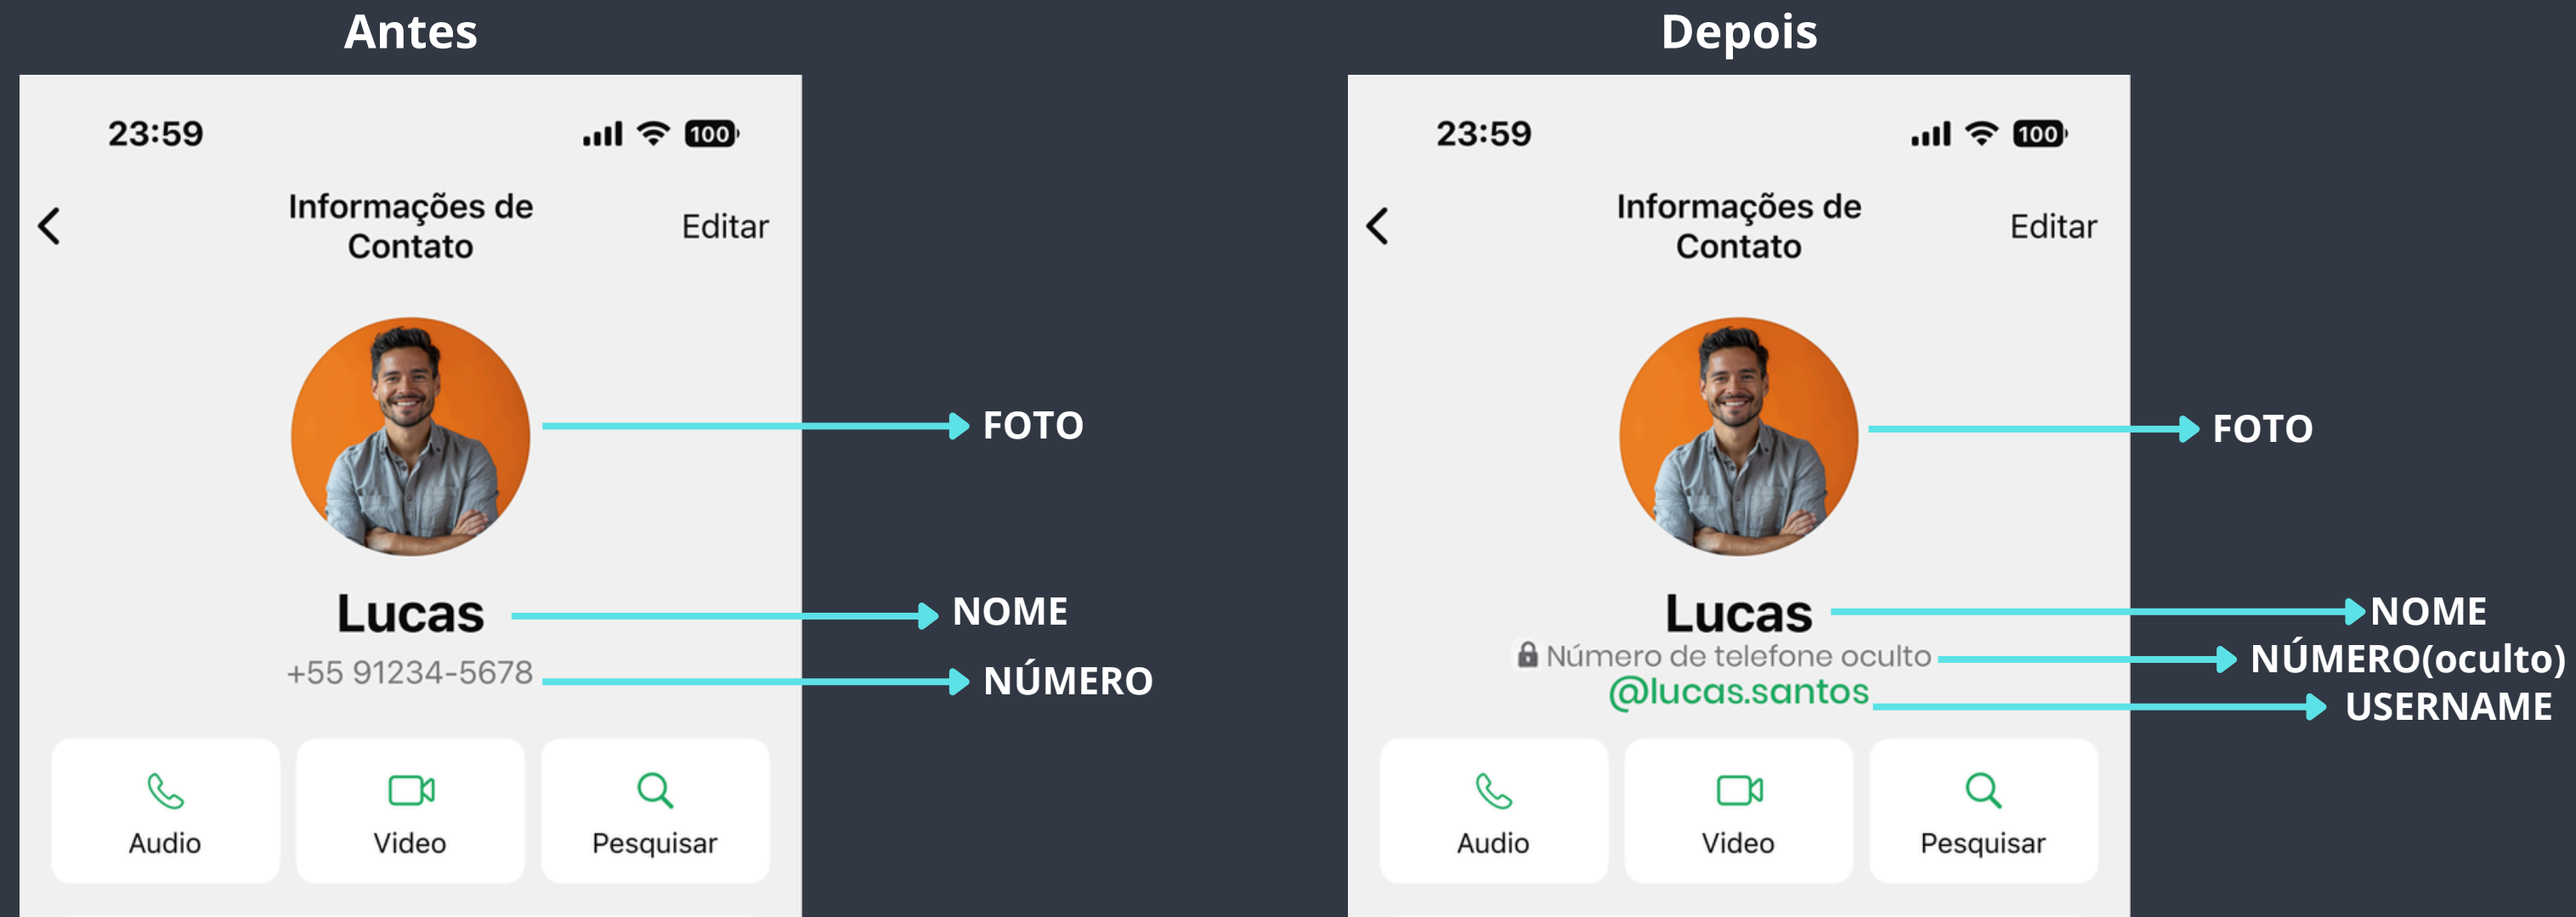 Antes
23:59
100
Informações de
Contato
Editar
FOTO
Lucas
NOME
+55 91234-5678
NÚMERO
Audio
Video
Pesquisar
Depois
23:59
100
Informações de
Contato
Editar
FOTO
Lucas
NOME
Número de telefone oculto
NÚMERO(oculto)
@lucas.santos
USERNAME
Audio
Video
Pesquisar